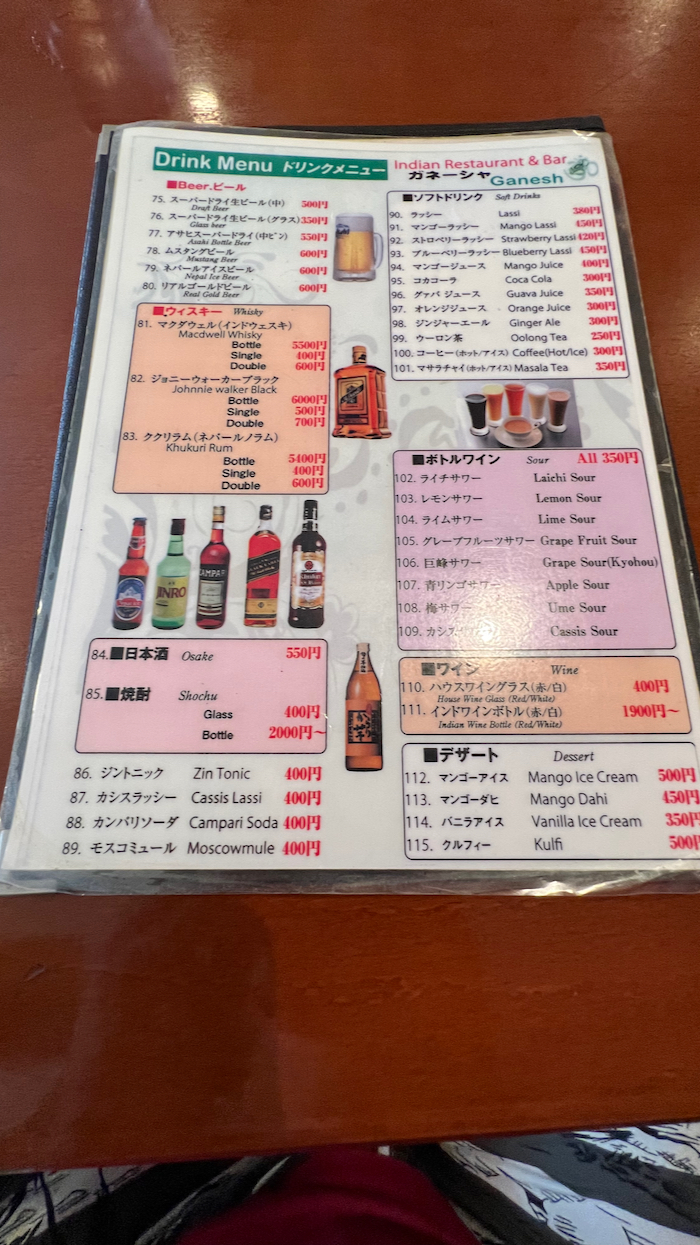 Drink Menu ドリンクメニュー
Indian Restaurant & Bar
ガネーシャ
Ganesh
■Beer.ビール
75. スーパードライ生ビール(中) 500円
Draft Beer
76. スーパードライ生ビール(グラス) 350円
Glass beer
77. アサヒスーパードライ(中ビン) 550円
Asahi Bottle Beer
78. ムスタングビール 600円
Mustang Beer
79. ネパールアイスビール 600円
Nepal Ice Beer
80. リアルゴールドビール 600円
Real Gold Beer
■ウィスキー Whisky
81. マクダウェル(インドウェスキ)
Macdwell Whisky
Bottle 5500円
Single 400円
Double 600円
82. ジョニーウォーカーブラック
Johnnie walker Black
Bottle 6000円
Single 500円
Double 700円
83. ククリラム(ネパールノラム)
Khukuri Rum
Bottle 5400円
Single 400円
Double 600円
JINRO
CAMPARI
84. ■日本酒 Osake 550円
85. ■焼酎 Shochu
Glass 400円
Bottle 2000円~
86. ジントニック Zin Tonic 400円
87. カシスラッシー Cassis Lassi 400円
88. カンパリソーダ Campari Soda 400円
89. モスコミュール Moscowmule 400円
■ソフトドリンク Soft Drinks
90. ラッシー Lassi 380円
91. マンゴーラッシー Mango Lassi 450円
92. ストロベリーラッシー Strawberry Lassi 420円
93. ブルーベリーラッシー Blueberry Lassi 450円
94. マンゴージュース Mango Juice 400円
95. コカコーラ Coca Cola 300円
96. グァバ ジュース Guava Juice 350円
97. オレンジジュース Orange Juice 300円
98. ジンジャーエール Ginger Ale 300円
99. ウーロン茶 Oolong Tea 250円
100. コーヒー(ホット/アイス) Coffee(Hot/Ice) 300円
101. マサラチャイ(ホット/アイス) Masala Tea 350円
■ボトルワイン Sour All 350円
102. ライチサワー Laichi Sour
103. レモンサワー Lemon Sour
104. ライムサワー Lime Sour
105. グレープフルーツサワー Grape Fruit Sour
106. 巨峰サワー Grape Sour(Kyohou)
107. 青リンゴサワー Apple Sour
108. 梅サワー Ume Sour
109. カシスサワー Cassis Sour
■ワイン Wine
110. ハウスワイングラス(赤/白) 400円
House Wine Glass (Red/White)
111. インドワインボトル(赤/白) 1900円~
Indian Wine Bottle (Red/White)
■デザート Dessert
112. マンゴーアイス Mango Ice Cream 500円
113. マンゴーダヒ Mango Dahi 450円
114. バニラアイス Vanilla Ice Cream 350円
115. クルフィー Kulfi 500円